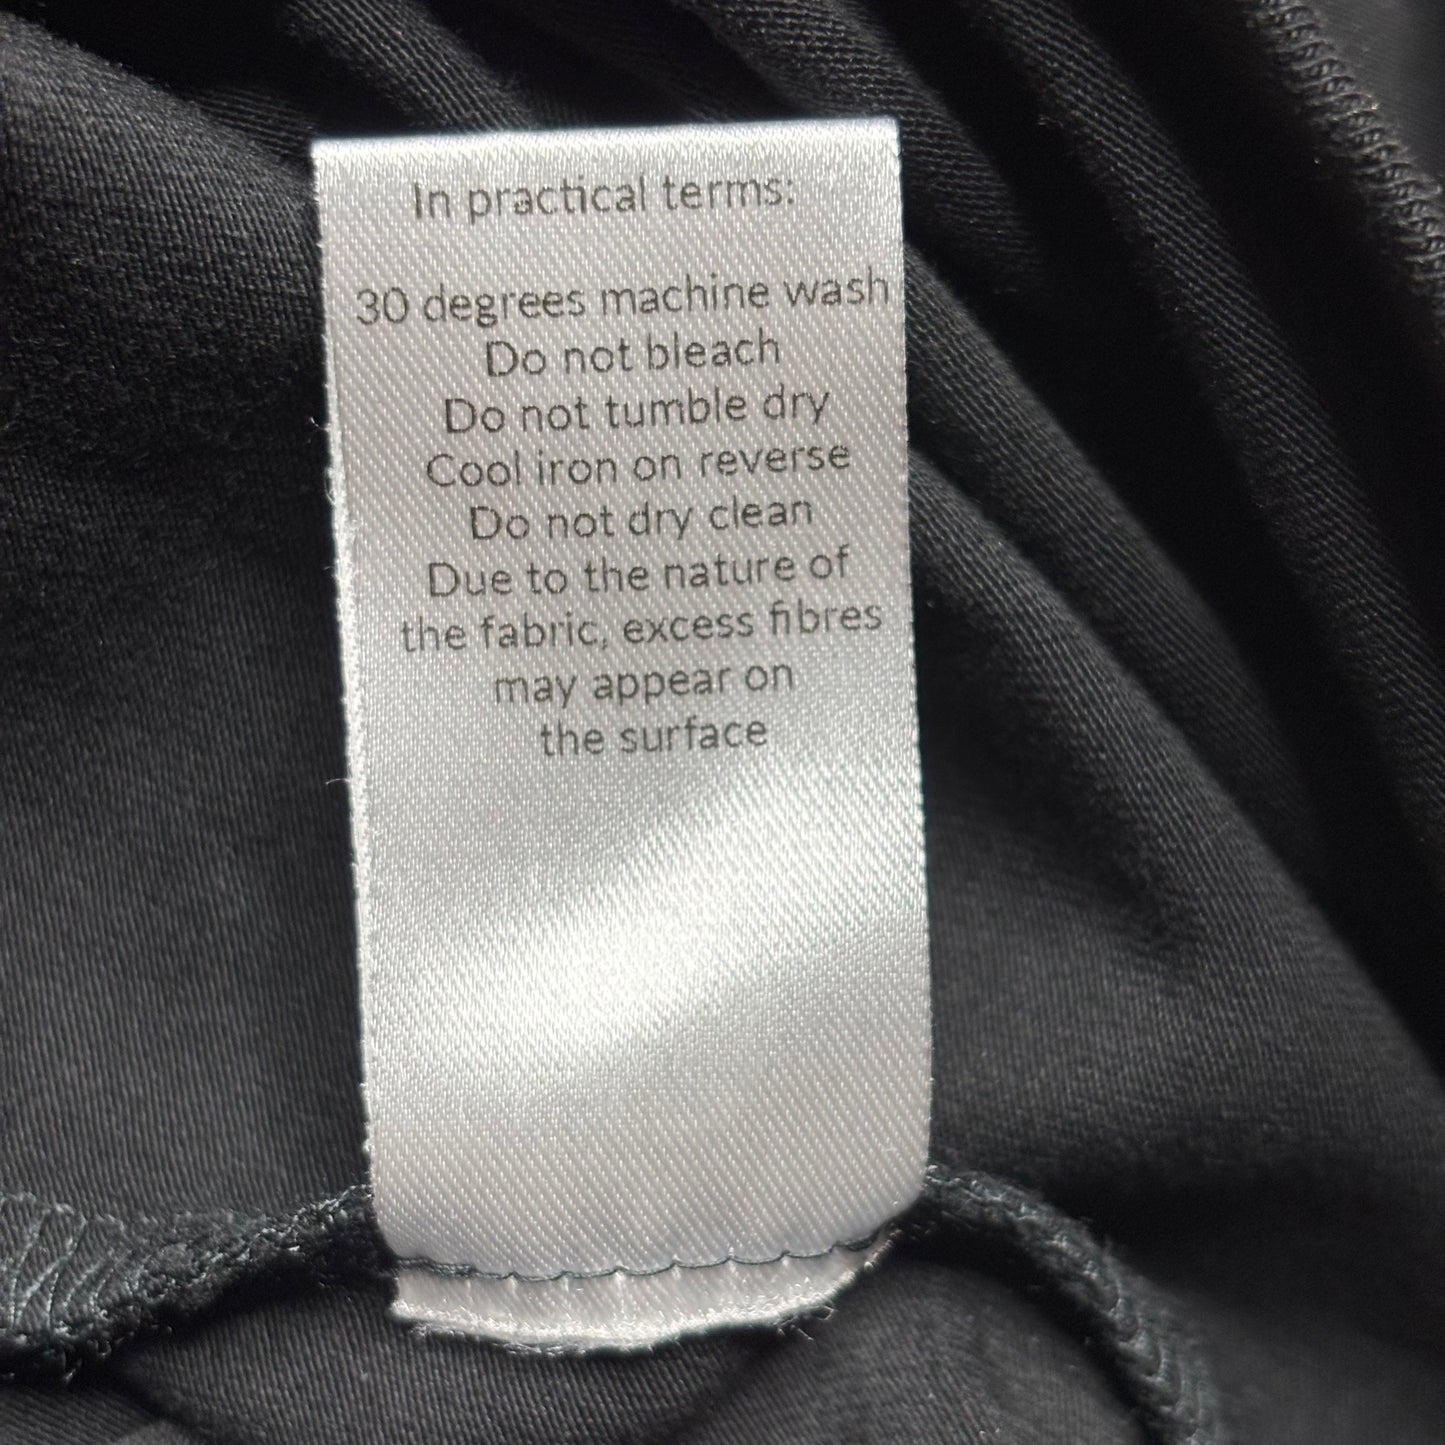 In practical terms:
30 degrees machine wash
Do not bleach
Do not tumble dry
Cool iron on reverse
Do not dry clean
Due to the nature of
the fabric, excess fibres
may appear on
the surface